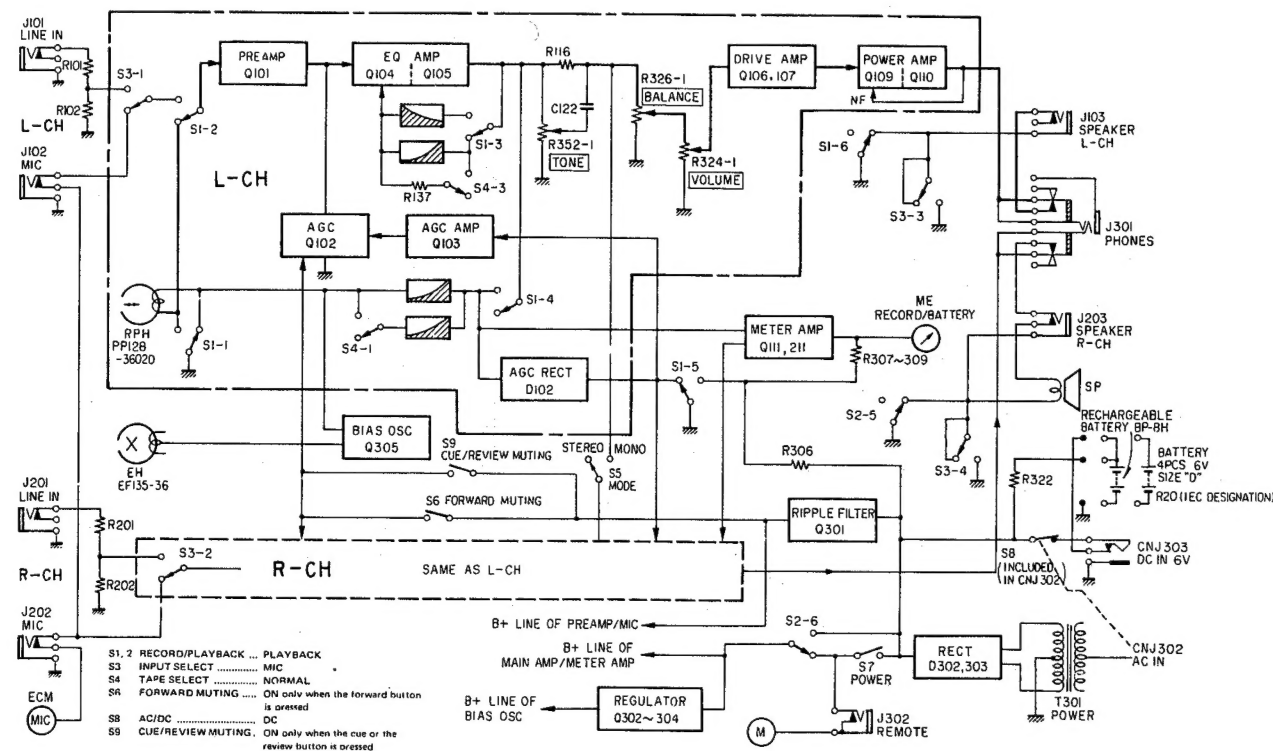 J101
LINE IN
R101
S3-1
R102
L-CH
J102
MIC
S1-2
PREAMP
Q101
EQ AMP
Q104 Q105
S1-3
R137
S4-3
R116
C122
R352-1
TONE
R326-1
BALANCE
R324-1
VOLUME
DRIVE AMP
Q106, 107
POWER AMP
Q109 Q110
NF
J103
SPEAKER
L-CH
S1-6
S3-3
J301
PHONES
L-CH
AGC
Q102
AGC AMP
Q103
RPH
PP128
-3602D
S1-1
S4-1
S1-4
METER AMP
Q111, 211
ME
RECORD/BATTERY
R307~309
J203
SPEAKER
R-CH
AGC RECT
D102
S1-5
S2-5
S3-4
SP
RECHARGEABLE
BATTERY BP-8H
BATTERY
4PCS 6V
SIZE "D"
R20 (IEC DESIGNATION)
R322
EH
EF135-36
BIAS OSC
Q305
S9
CUE/REVIEW MUTING
STEREO
MONO
S5
MODE
R306
S6 FORWARD MUTING
RIPPLE FILTER
Q301
J201
LINE IN
R201
R202
S3-2
R-CH
R-CH
SAME AS L-CH
S8
(INCLUDED
IN CNJ302)
CNJ303
DC IN 6V
J202
MIC
ECM
MIC
B+ LINE OF PREAMP/MIC
B+ LINE OF
MAIN AMP/METER AMP
B+ LINE OF
BIAS OSC
REGULATOR
Q302~304
S2-6
S7
POWER
RECT
D302,303
T301
POWER
CNJ302
AC IN
M
J302
REMOTE
S1, 2 RECORD/PLAYBACK ... PLAYBACK
S3 INPUT SELECT ............. MIC
S4 TAPE SELECT .............. NORMAL
S6 FORWARD MUTING ..... ON only when the forward button
is pressed
S8 AC/DC ........................ DC
S9 CUE/REVIEW MUTING. ON only when the cue or the
review button is pressed